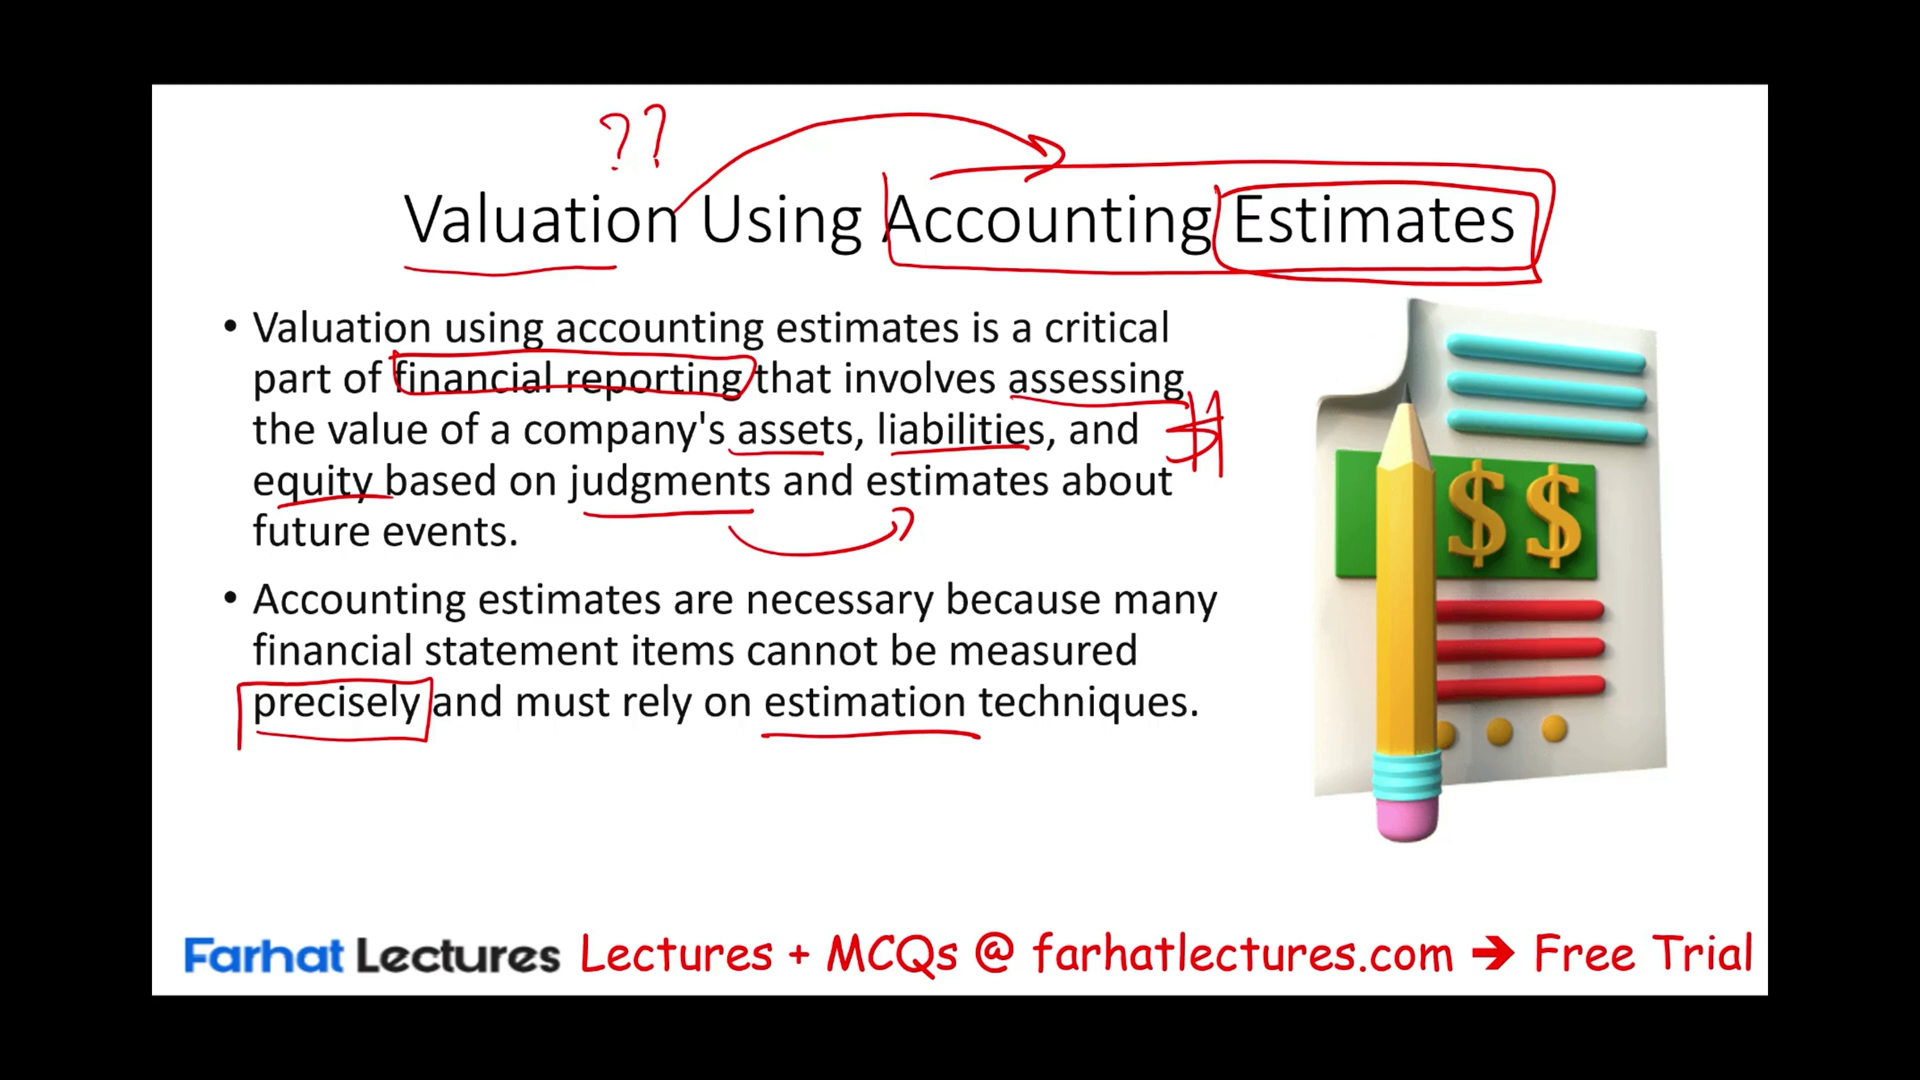 ??
Valuation Using Accounting Estimates
• Valuation using accounting estimates is a critical
part of financial reporting that involves assessing
the value of a company's assets, liabilities, and
equity based on judgments and estimates about
future events.
$
• Accounting estimates are necessary because many
financial statement items cannot be measured
precisely and must rely on estimation techniques.
$$
Farhat Lectures Lectures + MCQs @ farhatlectures.com ➔ Free Trial